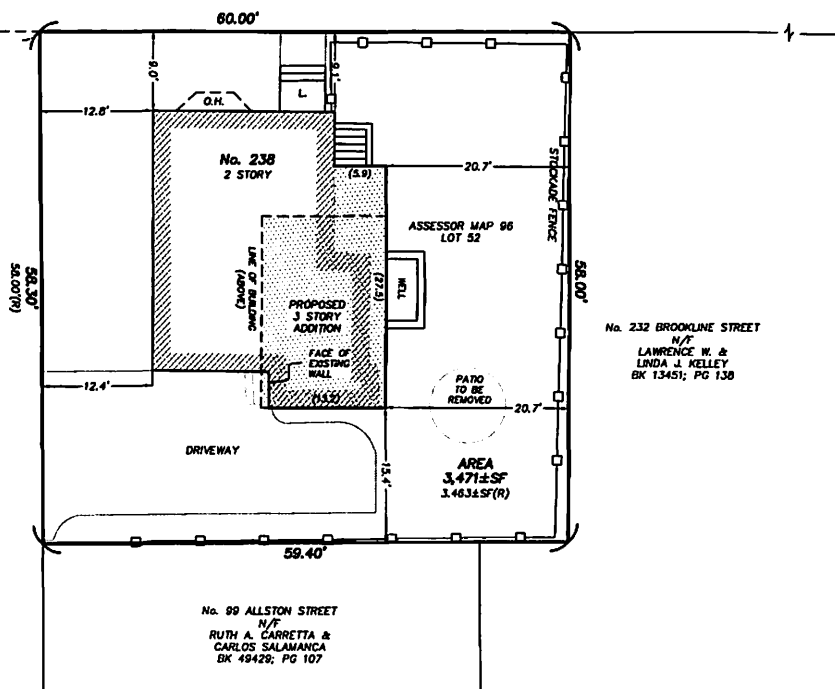 60.00'
9.0'
9.1'
O.H.
L.
12.8'
No. 238
2 STORY
(5.9)
20.7'
STOCKADE FENCE
ASSESSOR MAP 96
LOT 52
58.30'
58.00'(R)
LINE OF BUILDING
(ABOVE)
(27.5)
WELL
58.00'
PROPOSED
3 STORY
ADDITION
No. 232 BROOKLINE STREET
N/F
LAWRENCE W. &
LINDA J. KELLEY
BK 13451; PG 138
FACE OF
EXISTING
WALL
12.4'
PATIO
TO BE
REMOVED
20.7'
DRIVEWAY
15.4'
AREA
3,471±SF
3.463±SF(R)
59.40'
No. 99 ALLSTON STREET
N/F
RUTH A. CARRETTA &
CARLOS SALAMANCA
BK 49429; PG 107